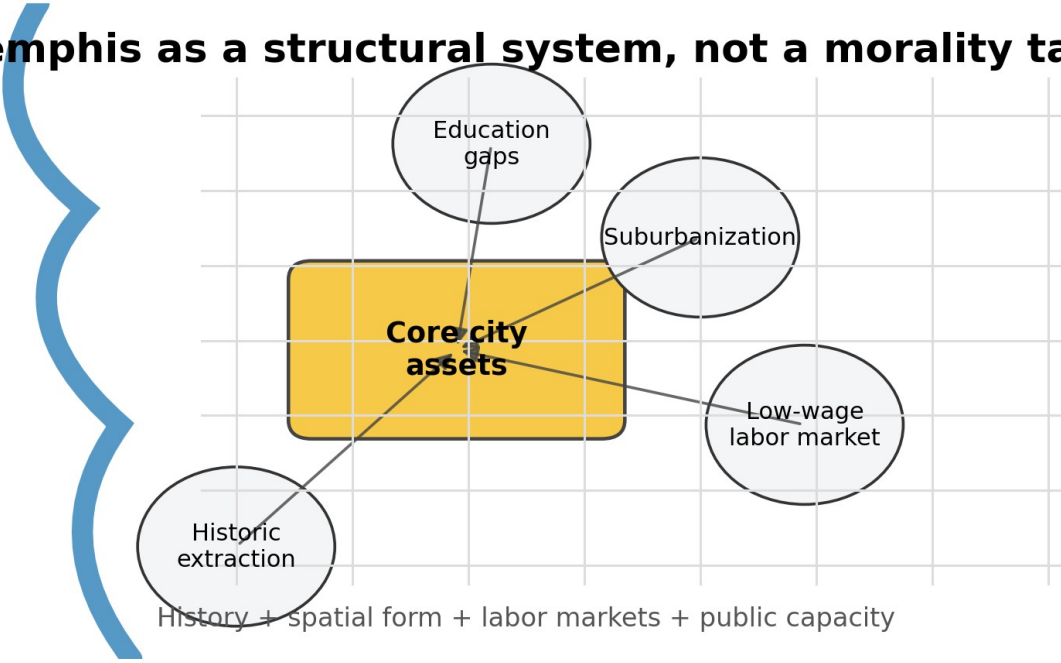 emphis as a structural system, not a morality ta
Education
gaps
Suburbanization
Core city
assets
Low-wage
labor market
Historic
extraction
History + spatial form + labor markets + public capacity